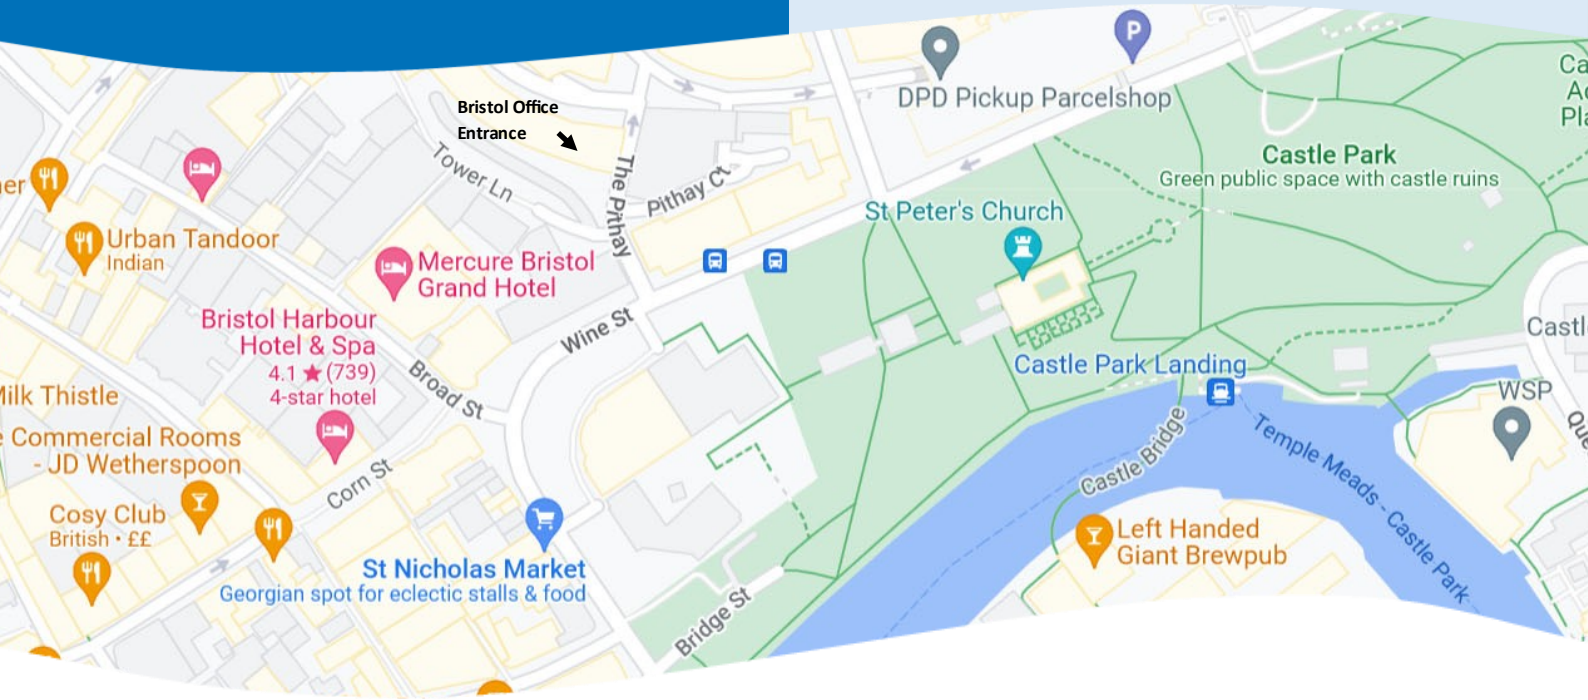 P
DPD Pickup Parcelshop
Bristol Office
Entrance
The Pithay
Tower Ln
Pithay Ct
Castle Park
Green public space with castle ruins
St Peter's Church
Urban Tandoor
Indian
Mercure Bristol
Grand Hotel
Wine St
Bristol Harbour
Hotel & Spa
4.1 ★ (739)
4-star hotel
Broad St
Castle Park Landing
WSP
Milk Thistle
Commercial Rooms
- JD Wetherspoon
Corn St
Castle Bridge
Temple Meads - Castle Park
Cosy Club
British • ££
Left Handed
Giant Brewpub
St Nicholas Market
Georgian spot for eclectic stalls & food
Bridge St